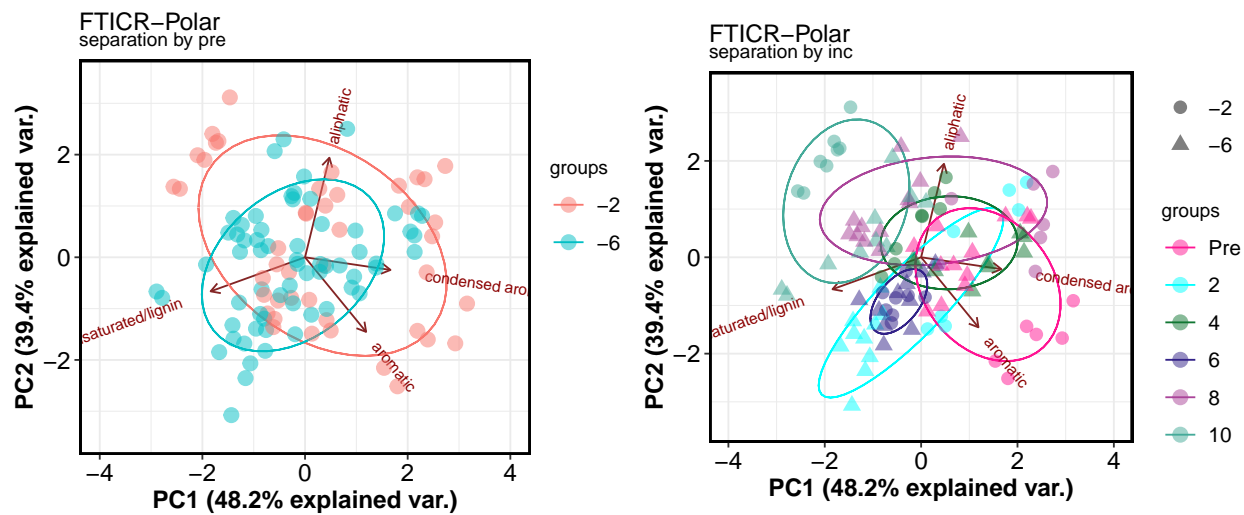 FTICR−Polar
separation by pre
PC2 (39.4% explained var.)
2
0
−2
−4
−2
0
2
4
PC1 (48.2% explained var.)
aliphatic
condensed aro
aromatic
saturated/lignin
groups
−2
−6
FTICR−Polar
separation by inc
PC2 (39.4% explained var.)
2
0
−2
−4
−2
0
2
4
PC1 (48.2% explained var.)
aliphatic
condensed aro
aromatic
saturated/lignin
−2
−6
groups
Pre
2
4
6
8
10